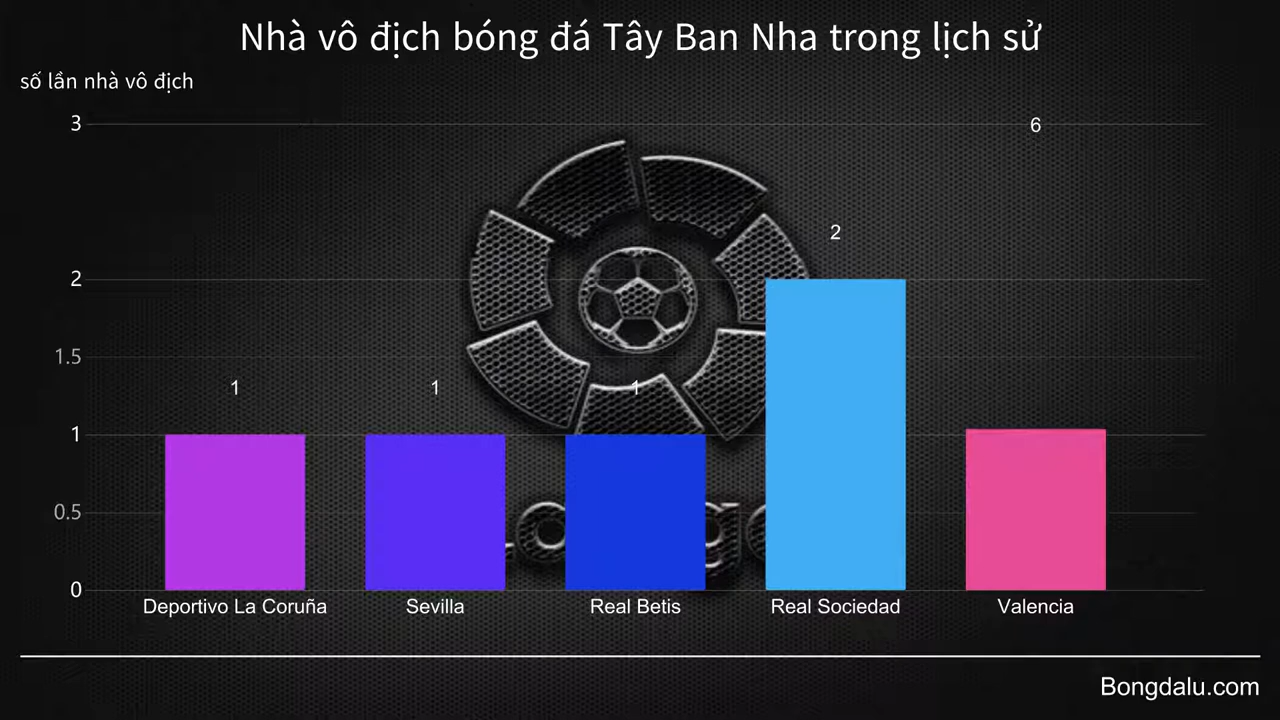 Nhà vô địch bóng đá Tây Ban Nha trong lịch sử
số lần nhà vô địch
3
6
2
2
1.5
1
1
1
1
0.5
0
Deportivo La Coruña
Sevilla
Real Betis
Real Sociedad
Valencia
Bongdalu.com